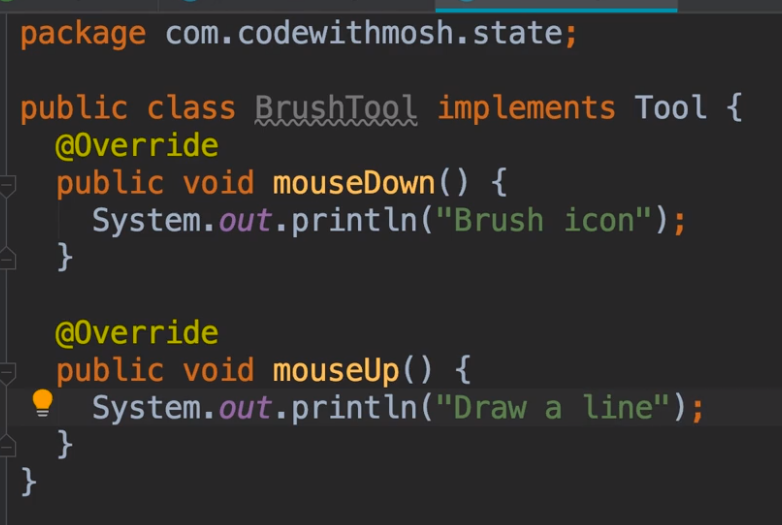 package com.codewithmosh.state;
public class BrushTool implements Tool {
@Override
public void mouseDown() {
System.out.println("Brush icon");
}
@Override
public void mouseUp() {
System.out.println("Draw a line");
}
}